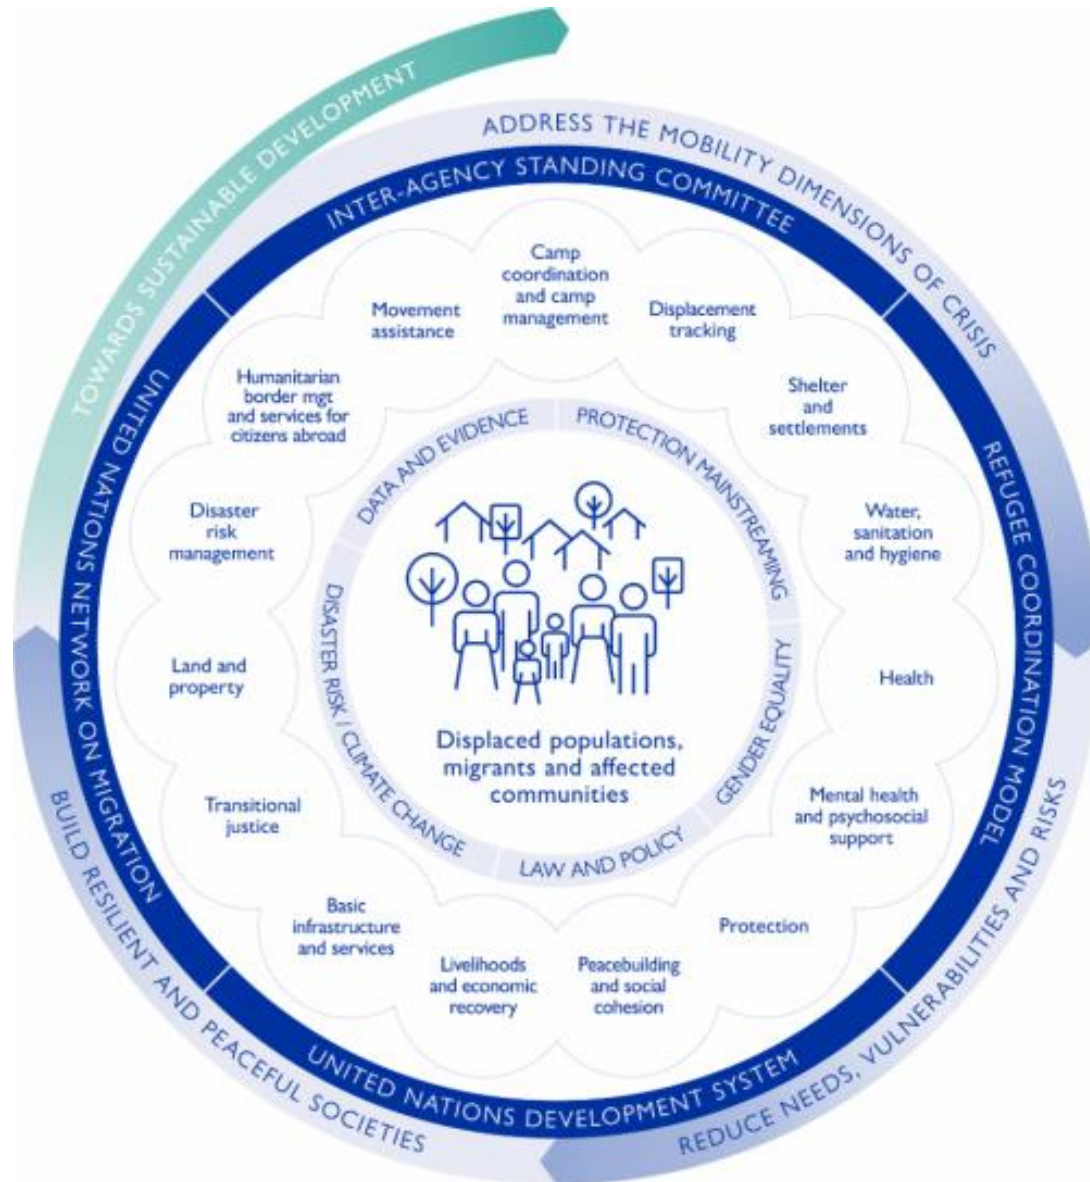 TOWARDS SUSTAINABLE DEVELOPMENT
ADDRESS THE MOBILITY DIMENSIONS OF CRISIS
INTER-AGENCY STANDING COMMITTEE
REFUGEE COORDINATION MODEL
REDUCE NEEDS, VULNERABILITIES AND RISKS
UNITED NATIONS DEVELOPMENT SYSTEM
BUILD RESILIENT AND PEACEFUL SOCIETIES
UNITED NATIONS NETWORK ON MIGRATION
Camp
coordination
and camp
management
Displacement
tracking
Shelter
and
settlements
Water,
sanitation
and hygiene
Health
Mental health
and psychosocial
support
Protection
Peacebuilding
and social
cohesion
Livelihoods
and economic
recovery
Basic
infrastructure
and services
Transitional
justice
Land and
property
Disaster
risk
management
Humanitarian
border mgt
and services for
citizens abroad
Movement
assistance
DATA AND EVIDENCE
PROTECTION MAINSTREAMING
GENDER EQUALITY
LAW AND POLICY
DISASTER RISK / CLIMATE CHANGE
Displaced populations,
migrants and affected
communities